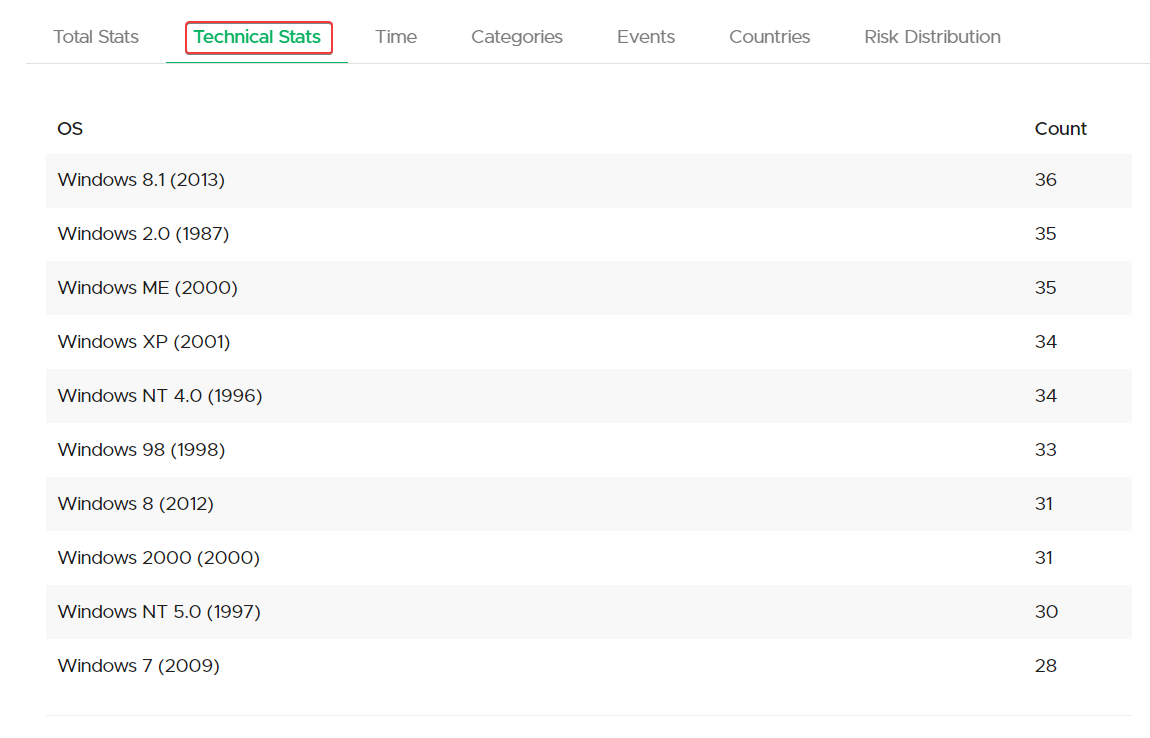 Total Stats Technical Stats Time Categories Events Countries Risk Distribution
OS Count
Windows 8.1 (2013) 36
Windows 2.0 (1987) 35
Windows ME (2000) 35
Windows XP (2001) 34
Windows NT 4.0 (1996) 34
Windows 98 (1998) 33
Windows 8 (2012) 31
Windows 2000 (2000) 31
Windows NT 5.0 (1997) 30
Windows 7 (2009) 28